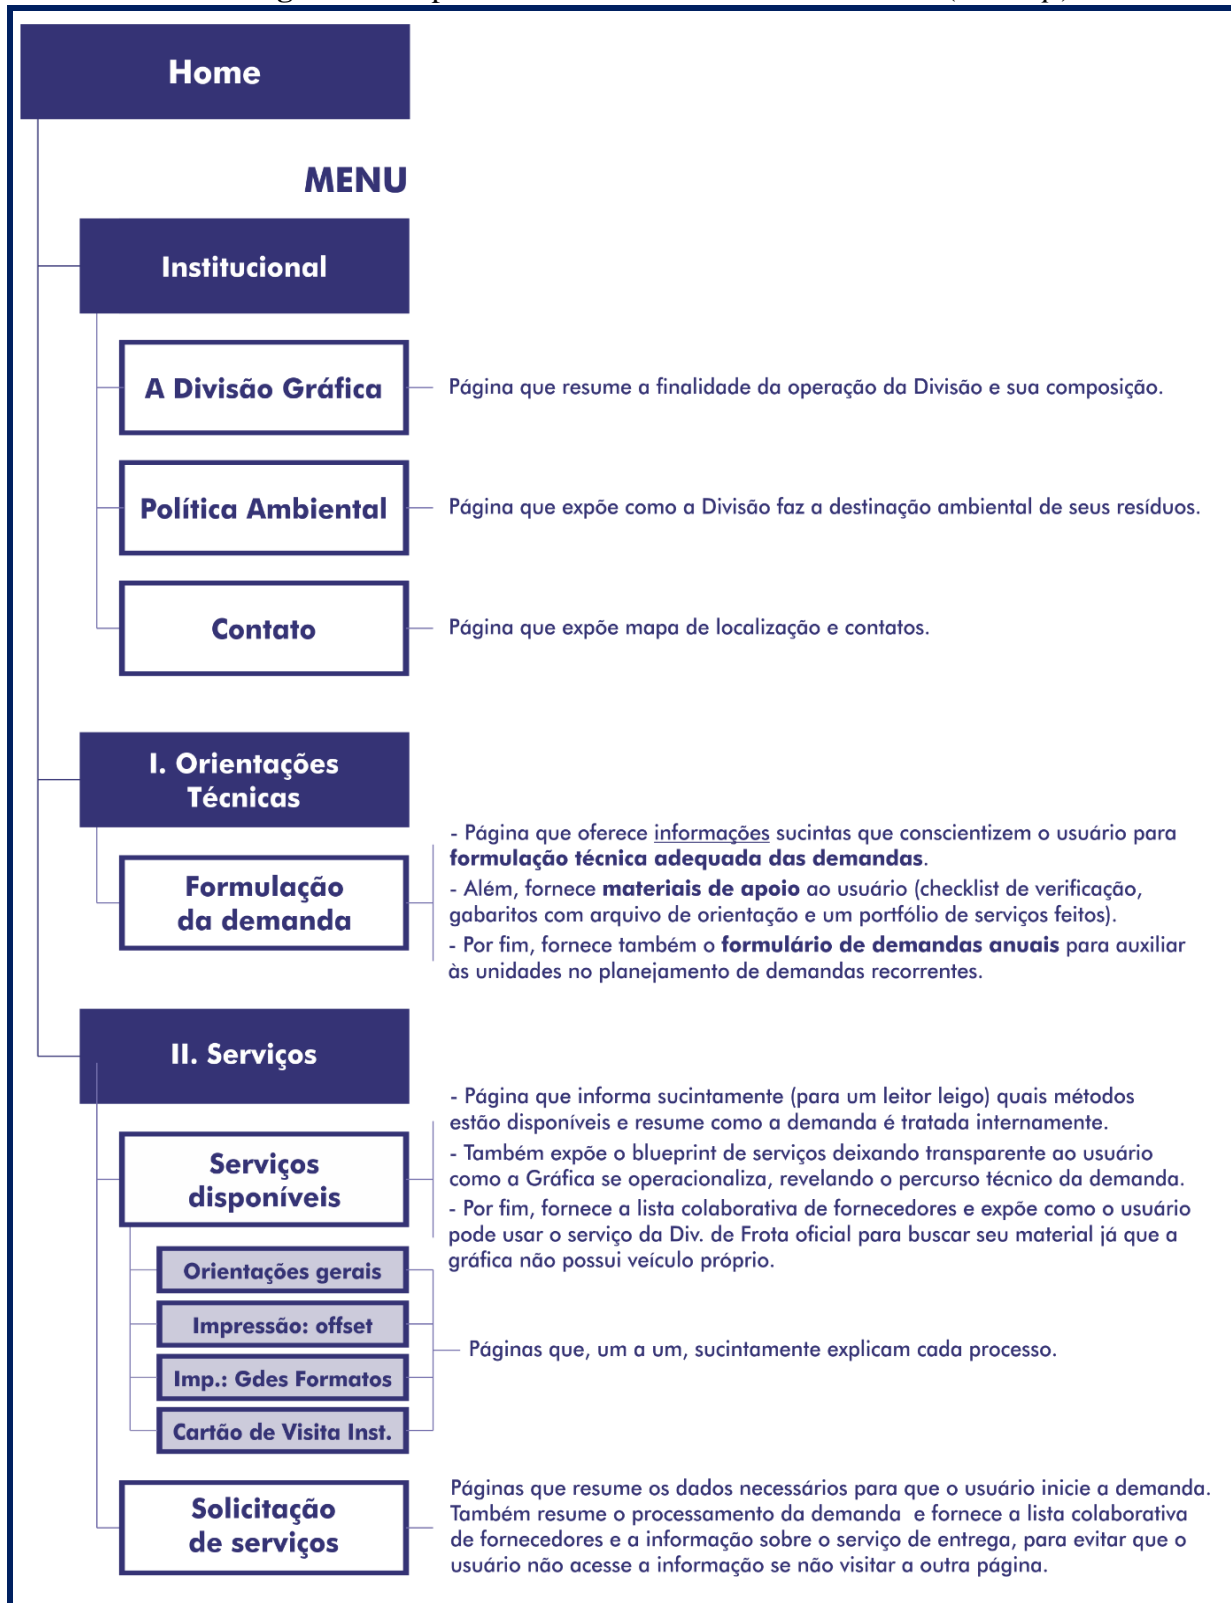 Home
MENU
Institucional
A Divisão Gráfica
Página que resume a finalidade da operação da Divisão e sua composição.
Política Ambiental
Página que expõe como a Divisão faz a destinação ambiental de seus resíduos.
Contato
Página que expõe mapa de localização e contatos.
I. Orientações
Técnicas
Formulação
da demanda
- Página que oferece informações sucintas que conscientizem o usuário para
formulação técnica adequada das demandas.
- Além, fornece materiais de apoio ao usuário (checklist de verificação,
gabaritos com arquivo de orientação e um portfólio de serviços feitos).
- Por fim, fornece também o formulário de demandas anuais para auxiliar
às unidades no planejamento de demandas recorrentes.
II. Serviços
Serviços
disponíveis
- Página que informa sucintamente (para um leitor leigo) quais métodos
estão disponíveis e resume como a demanda é tratada internamente.
- Também expõe o blueprint de serviços deixando transparente ao usuário
como a Gráfica se operacionaliza, revelando o percurso técnico da demanda.
- Por fim, fornece a lista colaborativa de fornecedores e expõe como o usuário
pode usar o serviço da Div. de Frota oficial para buscar seu material já que a
gráfica não possui veículo próprio.
Orientações gerais
Impressão: offset
Imp.: Gdes Formatos
Cartão de Visita Inst.
Páginas que, um a um, sucintamente explicam cada processo.
Solicitação
de serviços
Páginas que resume os dados necessários para que o usuário inicie a demanda.
Também resume o processamento da demanda e fornece a lista colaborativa
de fornecedores e a informação sobre o serviço de entrega, para evitar que o
usuário não acesse a informação se não visitar a outra página.